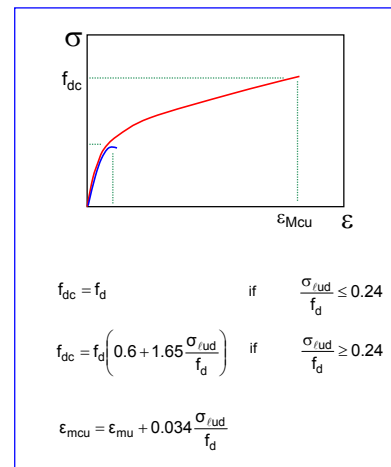 σ
f_dc
ε_Mcu ε
f_dc = f_d if σ_ℓud / f_d ≤ 0.24
f_dc = f_d ( 0.6 + 1.65 σ_ℓud / f_d ) if σ_ℓud / f_d ≥ 0.24
ε_mcu = ε_mu + 0.034 σ_ℓud / f_d